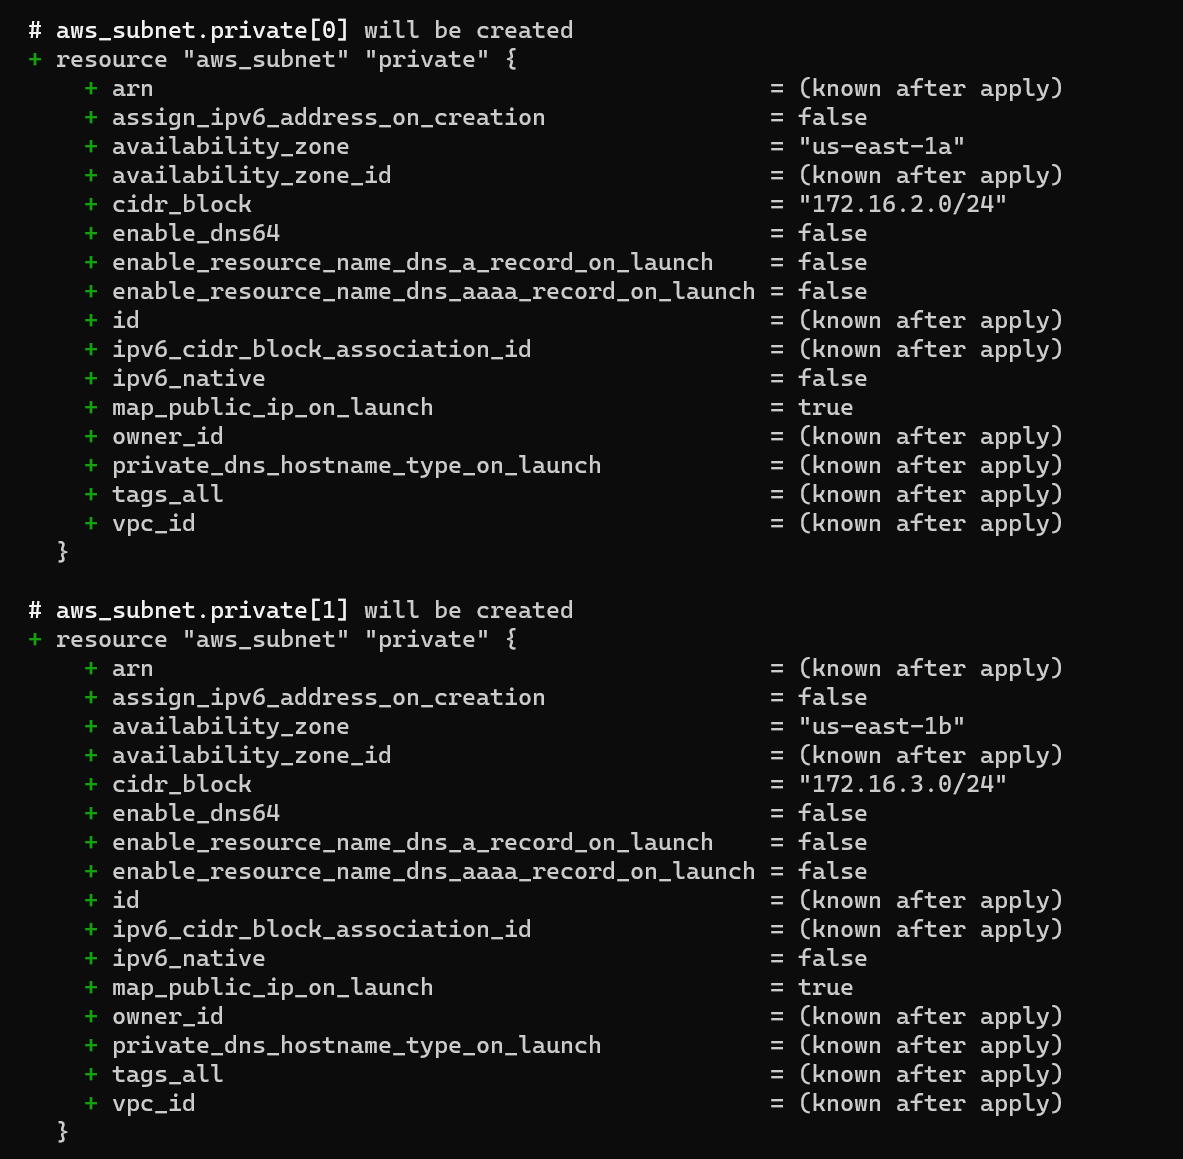 # aws_subnet.private[0] will be created
+ resource "aws_subnet" "private" {
+ arn = (known after apply)
+ assign_ipv6_address_on_creation = false
+ availability_zone = "us-east-1a"
+ availability_zone_id = (known after apply)
+ cidr_block = "172.16.2.0/24"
+ enable_dns64 = false
+ enable_resource_name_dns_a_record_on_launch = false
+ enable_resource_name_dns_aaaa_record_on_launch = false
+ id = (known after apply)
+ ipv6_cidr_block_association_id = (known after apply)
+ ipv6_native = false
+ map_public_ip_on_launch = true
+ owner_id = (known after apply)
+ private_dns_hostname_type_on_launch = (known after apply)
+ tags_all = (known after apply)
+ vpc_id = (known after apply)
}
# aws_subnet.private[1] will be created
+ resource "aws_subnet" "private" {
+ arn = (known after apply)
+ assign_ipv6_address_on_creation = false
+ availability_zone = "us-east-1b"
+ availability_zone_id = (known after apply)
+ cidr_block = "172.16.3.0/24"
+ enable_dns64 = false
+ enable_resource_name_dns_a_record_on_launch = false
+ enable_resource_name_dns_aaaa_record_on_launch = false
+ id = (known after apply)
+ ipv6_cidr_block_association_id = (known after apply)
+ ipv6_native = false
+ map_public_ip_on_launch = true
+ owner_id = (known after apply)
+ private_dns_hostname_type_on_launch = (known after apply)
+ tags_all = (known after apply)
+ vpc_id = (known after apply)
}